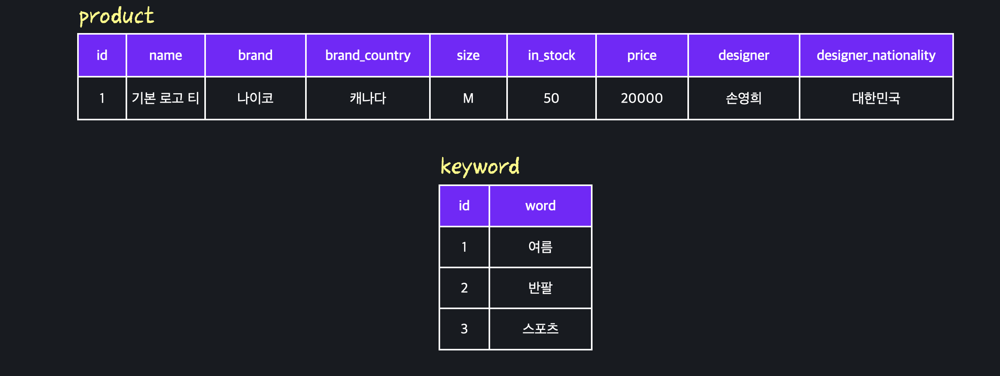 product
id name brand brand_country size in_stock price designer designer_nationality
1 기본 로고 티 나이코 캐나다 M 50 20000 손영희 대한민국
keyword
id word
1 여름
2 반팔
3 스포츠